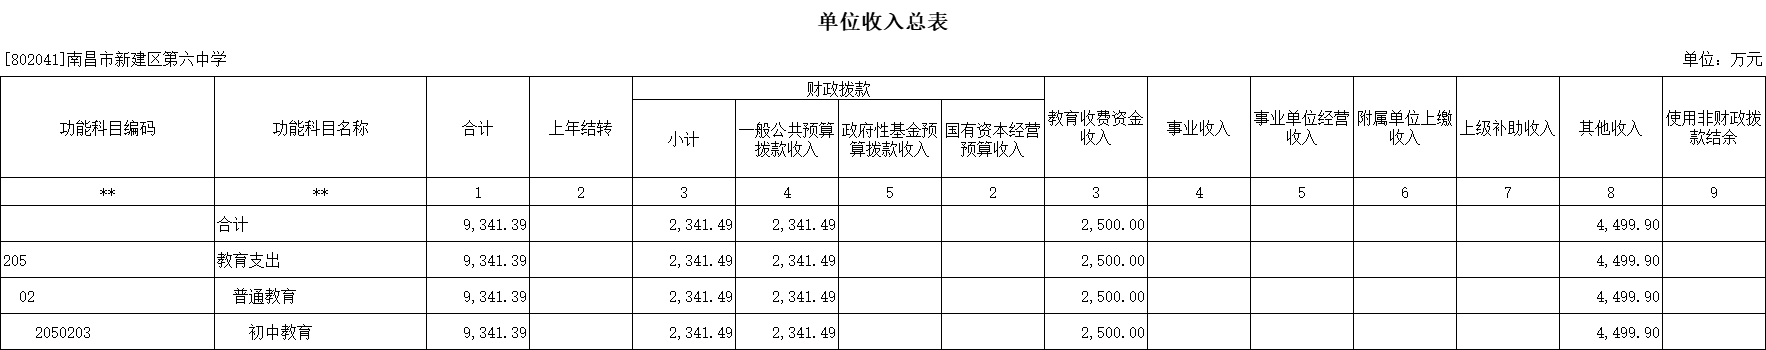 单位收入总表
[802041]南昌市新建区第六中学 单位：万元
功能科目编码 功能科目名称 合计 上年结转 财政拨款 教育收费资金收入 事业收入 事业单位经营收入 附属单位上缴收入 上级补助收入 其他收入 使用非财政拨款结余
小计 一般公共预算拨款收入 政府性基金预算拨款收入 国有资本经营预算收入
** ** 1 2 3 4 5 2 3 4 5 6 7 8 9
合计 9,341.39 2,341.49 2,341.49 2,500.00 4,499.90
205 教育支出 9,341.39 2,341.49 2,341.49 2,500.00 4,499.90
02 普通教育 9,341.39 2,341.49 2,341.49 2,500.00 4,499.90
2050203 初中教育 9,341.39 2,341.49 2,341.49 2,500.00 4,499.90